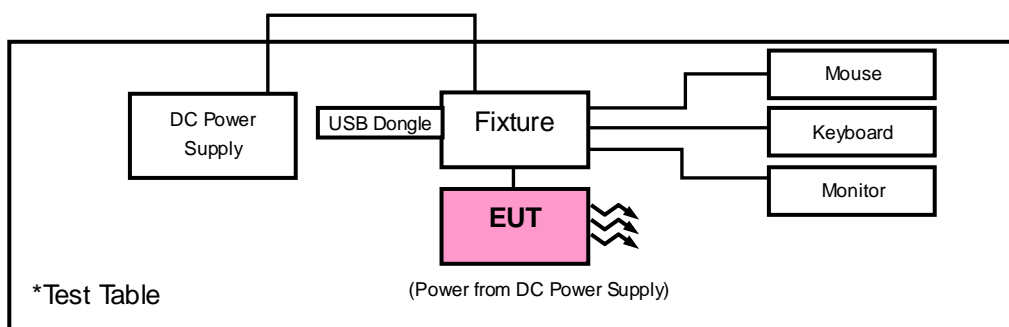 DC Power
Supply
USB Dongle
Fixture
Mouse
Keyboard
Monitor
EUT
(Power from DC Power Supply)
*Test Table